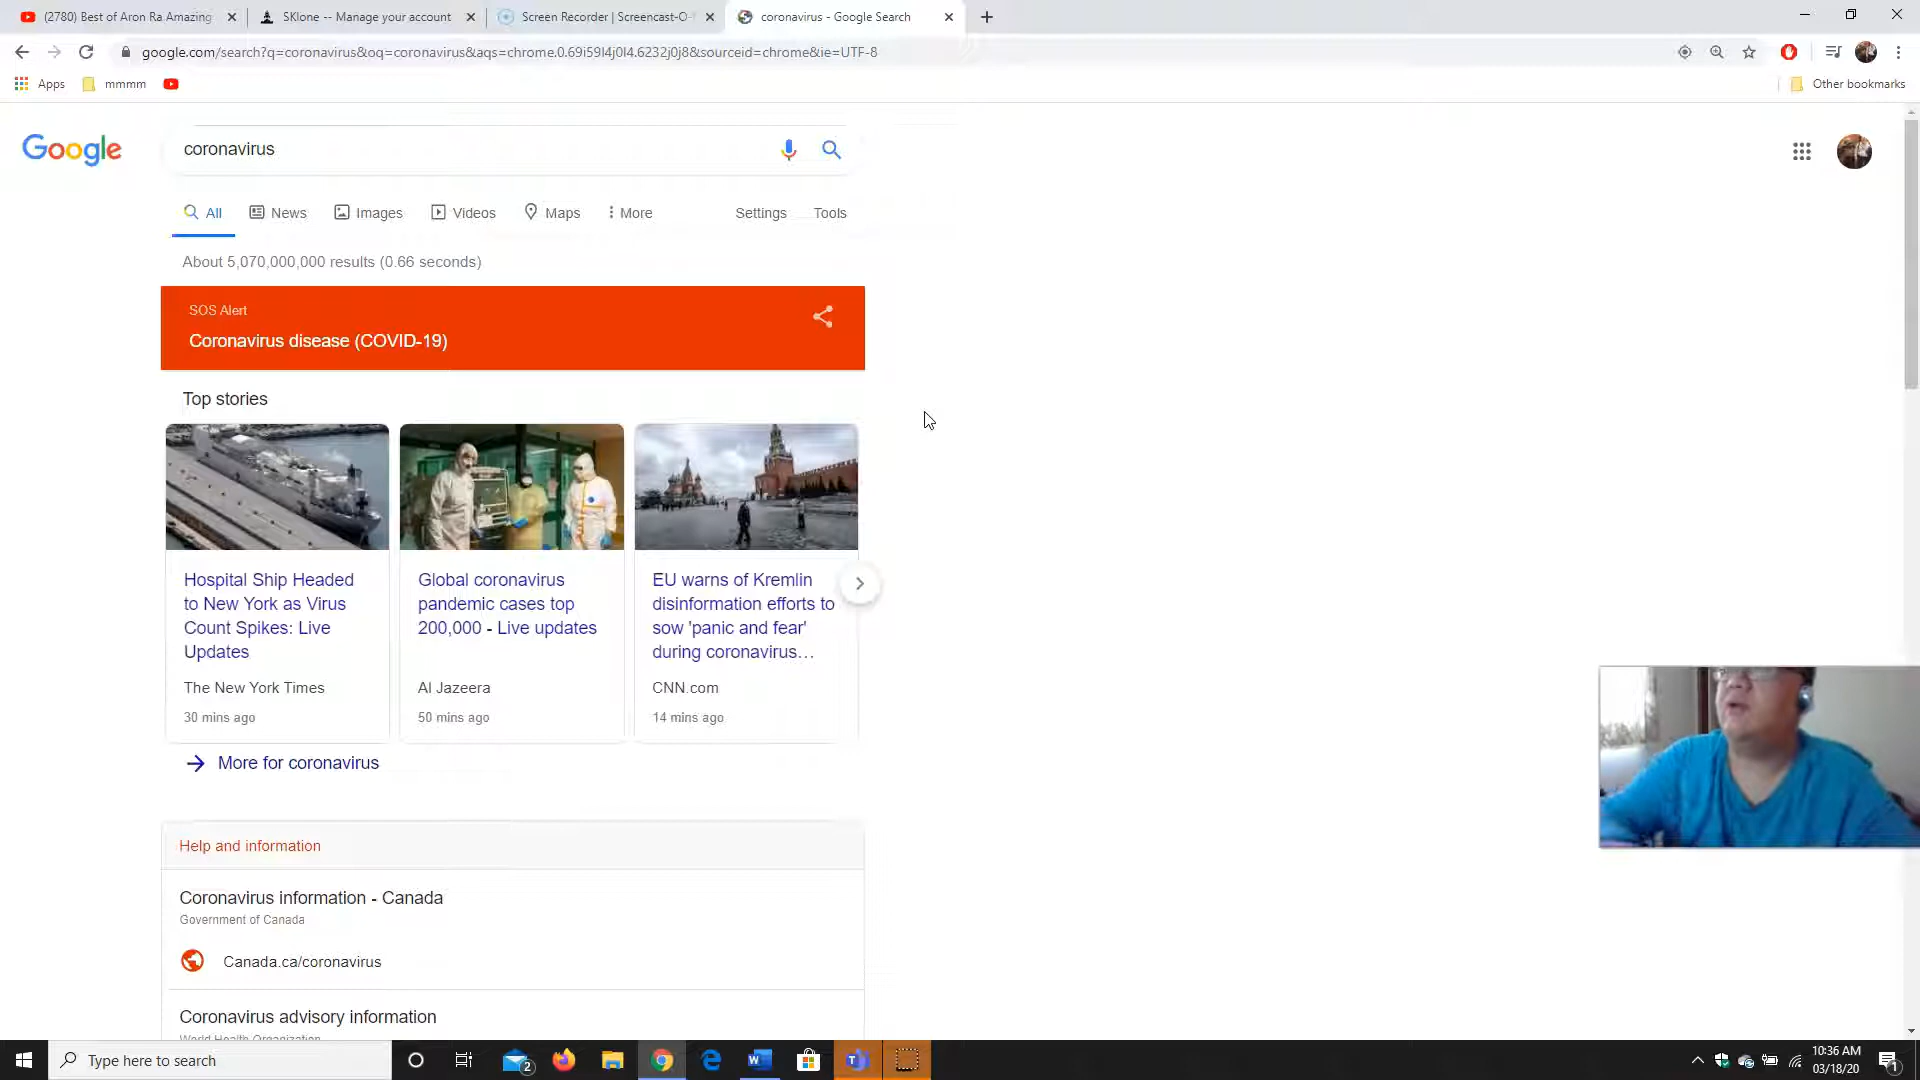 (2780) Best of Aron Ra Amazing
SKlone -- Manage your account
Screen Recorder | Screencast-O-
coronavirus - Google Search
google.com/search?q=coronavirus&oq=coronavirus&aqs=chrome.0.69i59l4j0l4.6232j0j8&sourceid=chrome&ie=UTF-8
Apps
mmmm
Other bookmarks
Google
coronavirus
All
News
Images
Videos
Maps
More
Settings
Tools
About 5,070,000,000 results (0.66 seconds)
SOS Alert
Coronavirus disease (COVID-19)
Top stories
Hospital Ship Headed
to New York as Virus
Count Spikes: Live
Updates
The New York Times
30 mins ago
Global coronavirus
pandemic cases top
200,000 - Live updates
Al Jazeera
50 mins ago
EU warns of Kremlin
disinformation efforts to
sow 'panic and fear'
during coronavirus…
CNN.com
14 mins ago
More for coronavirus
Help and information
Coronavirus information - Canada
Government of Canada
Canada.ca/coronavirus
Coronavirus advisory information
World Health Organization
Type here to search
2
10:36 AM
03/18/20
1